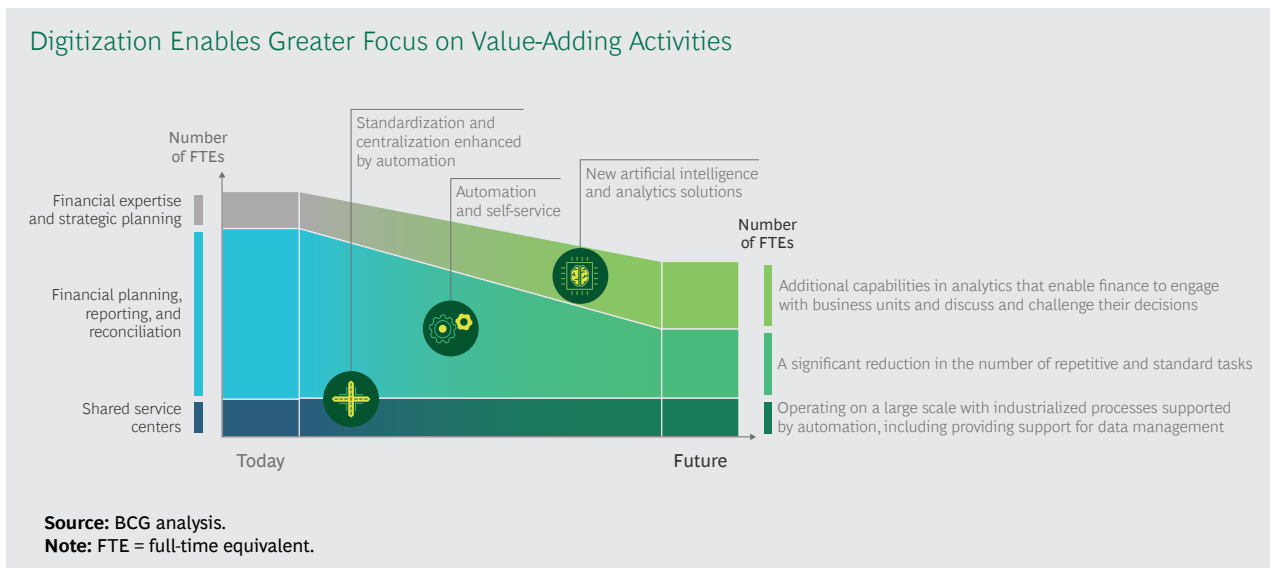 Digitization Enables Greater Focus on Value-Adding Activities
Number
of FTEs
Financial expertise
and strategic planning
Financial planning,
reporting, and
reconciliation
Shared service
centers
Standardization and
centralization enhanced
by automation
Automation
and self-service
New artificial intelligence
and analytics solutions
Number
of FTEs
Additional capabilities in analytics that enable finance to engage
with business units and discuss and challenge their decisions
A significant reduction in the number of repetitive and standard tasks
Operating on a large scale with industrialized processes supported
by automation, including providing support for data management
Today
Future
Source: BCG analysis.
Note: FTE = full-time equivalent.